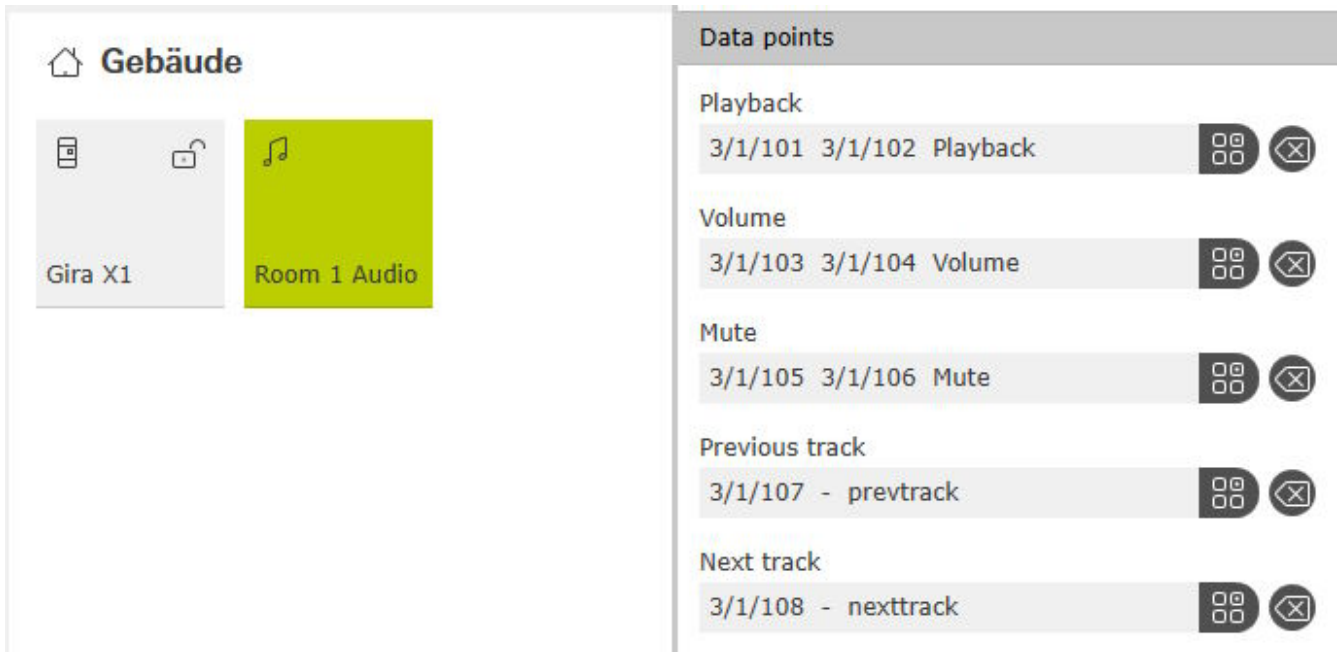 Gebäude
Gira X1
Room 1 Audio
Data points
Playback
3/1/101 3/1/102 Playback
Volume
3/1/103 3/1/104 Volume
Mute
3/1/105 3/1/106 Mute
Previous track
3/1/107 - prevtrack
Next track
3/1/108 - nexttrack